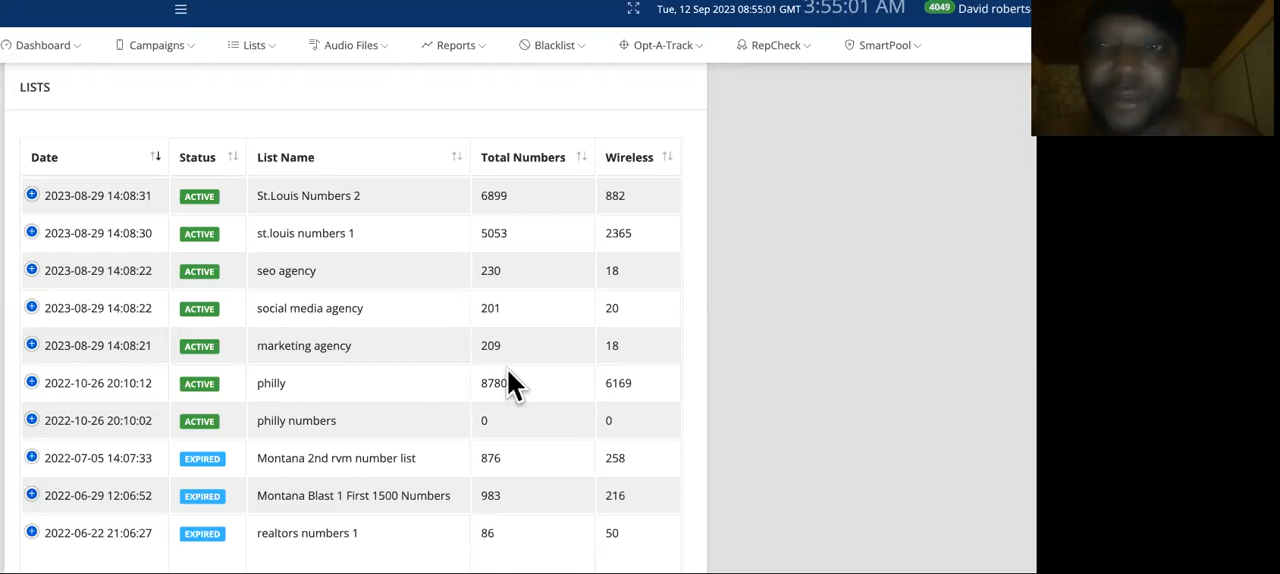 Tue, 12 Sep 2023 08:55:01 GMT 3:55:01 AM 4049 David roberts
Dashboard Campaigns Lists Audio Files Reports Blacklist Opt-A-Track RepCheck SmartPool
LISTS
Date Status List Name Total Numbers Wireless
2023-08-29 14:08:31 ACTIVE St.Louis Numbers 2 6899 882
2023-08-29 14:08:30 ACTIVE st.louis numbers 1 5053 2365
2023-08-29 14:08:22 ACTIVE seo agency 230 18
2023-08-29 14:08:22 ACTIVE social media agency 201 20
2023-08-29 14:08:21 ACTIVE marketing agency 209 18
2022-10-26 20:10:12 ACTIVE philly 8780 6169
2022-10-26 20:10:02 ACTIVE philly numbers 0 0
2022-07-05 14:07:33 EXPIRED Montana 2nd rvm number list 876 258
2022-06-29 12:06:52 EXPIRED Montana Blast 1 First 1500 Numbers 983 216
2022-06-22 21:06:27 EXPIRED realtors numbers 1 86 50